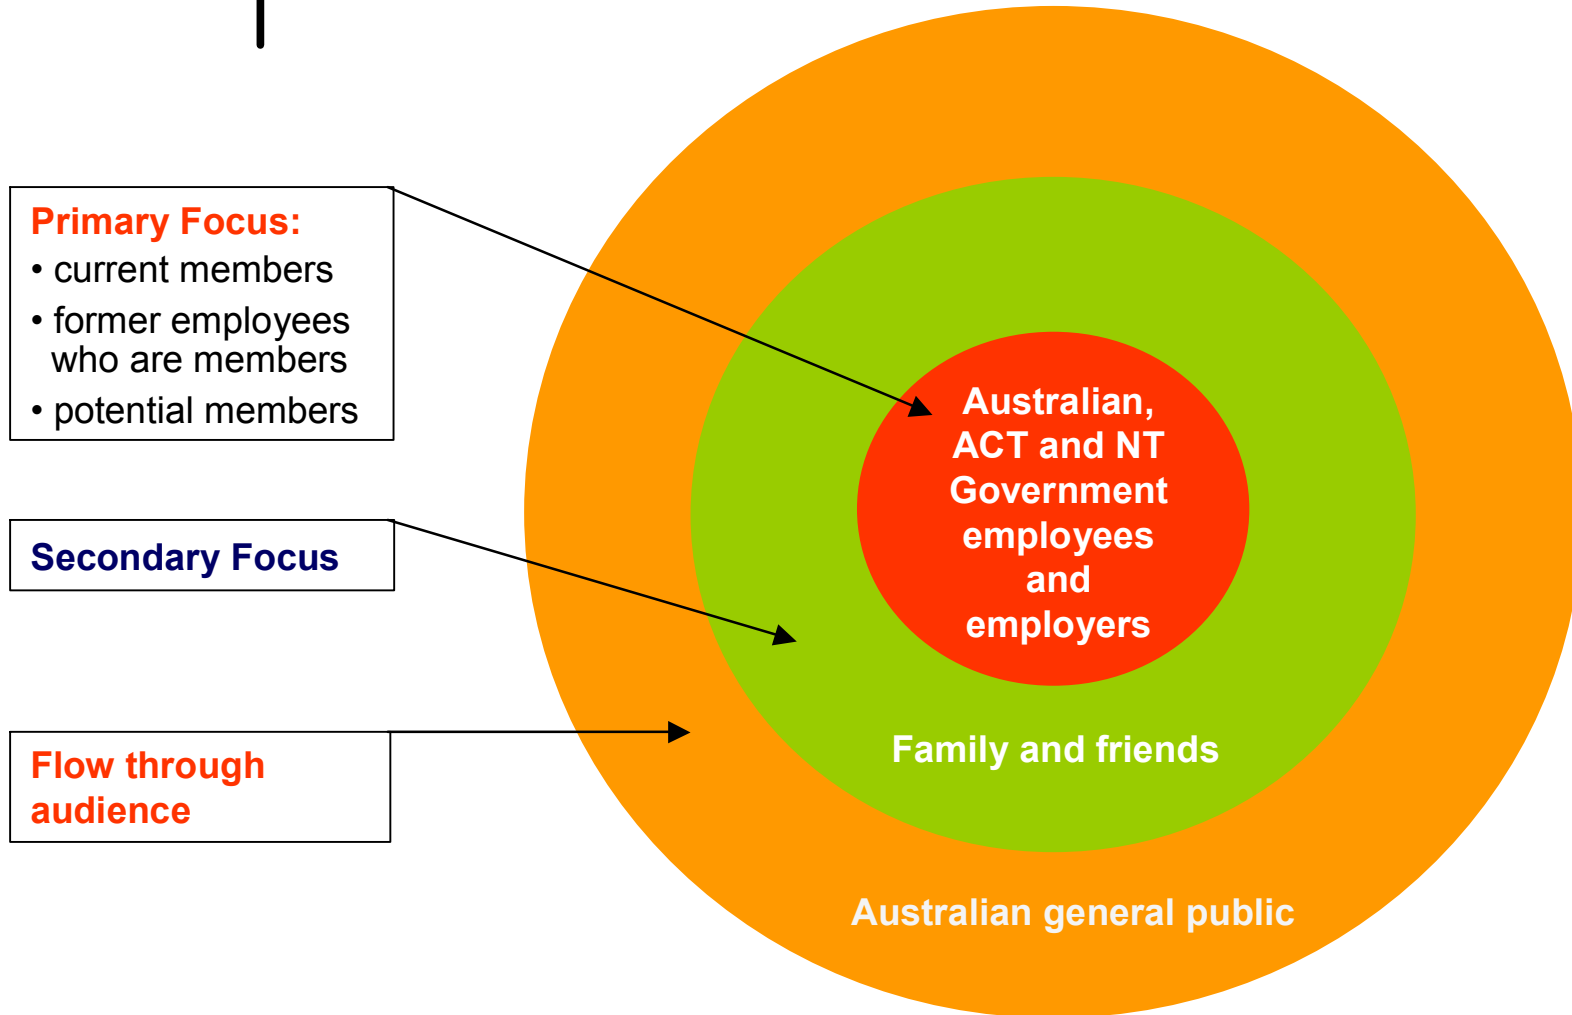 Primary Focus:
• current members
• former employees
who are members
• potential members
Secondary Focus
Flow through
audience
Australian,
ACT and NT
Government
employees
and
employers
Family and friends
Australian general public